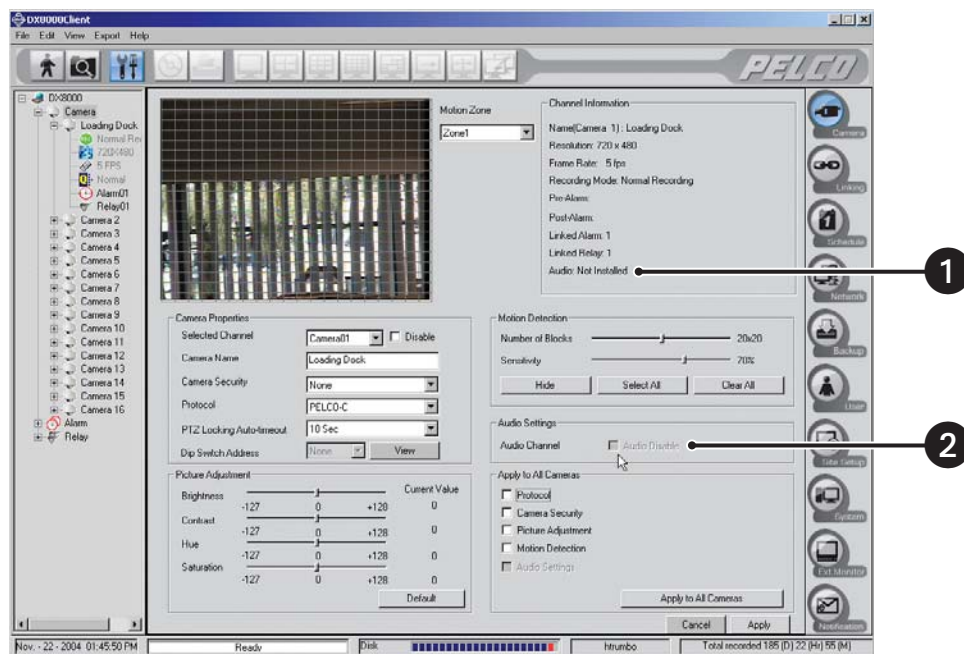 DX8000Client
File Edit View Export Help
PELCO
DX8000
Camera
Loading Dock
Normal Rec
720X480
5 FPS
Normal
Alarm01
Relay01
Camera 2
Camera 3
Camera 4
Camera 5
Camera 6
Camera 7
Camera 8
Camera 9
Camera 10
Camera 11
Camera 12
Camera 13
Camera 14
Camera 15
Camera 16
Alarm
Relay
Motion Zone
Zone1
Channel Information
Name(Camera 1) : Loading Dock
Resolution: 720 x 480
Frame Rate: 5 fps
Recording Mode: Normal Recording
Pre-Alarm:
Post-Alarm:
Linked Alarm: 1
Linked Relay: 1
Audio: Not Installed
1
Camera Properties
Selected Channel Camera01 Disable
Camera Name Loading Dock
Camera Security None
Protocol PELCO-C
PTZ Locking Auto-timeout 10 Sec
Dip Switch Address None View
Motion Detection
Number of Blocks 20x20
Sensitivity 70%
Hide Select All Clear All
Audio Settings
Audio Channel Audio Disable
2
Picture Adjustment
Current Value
Brightness -127 0 +128 0
Contrast -127 0 +128 0
Hue -127 0 +128 0
Saturation -127 0 +128 0
Default
Apply to All Cameras
Protocol
Camera Security
Picture Adjustment
Motion Detection
Audio Settings
Apply to All Cameras
Cancel Apply
Camera
Linking
Schedule
Network
Backup
User
Site Setup
System
Ext Monitor
Notification
Nov. - 22 - 2004 01:45:50 PM Ready Disk htrumbo Total recorded 185 (D) 22 (Hr) 55 (M)